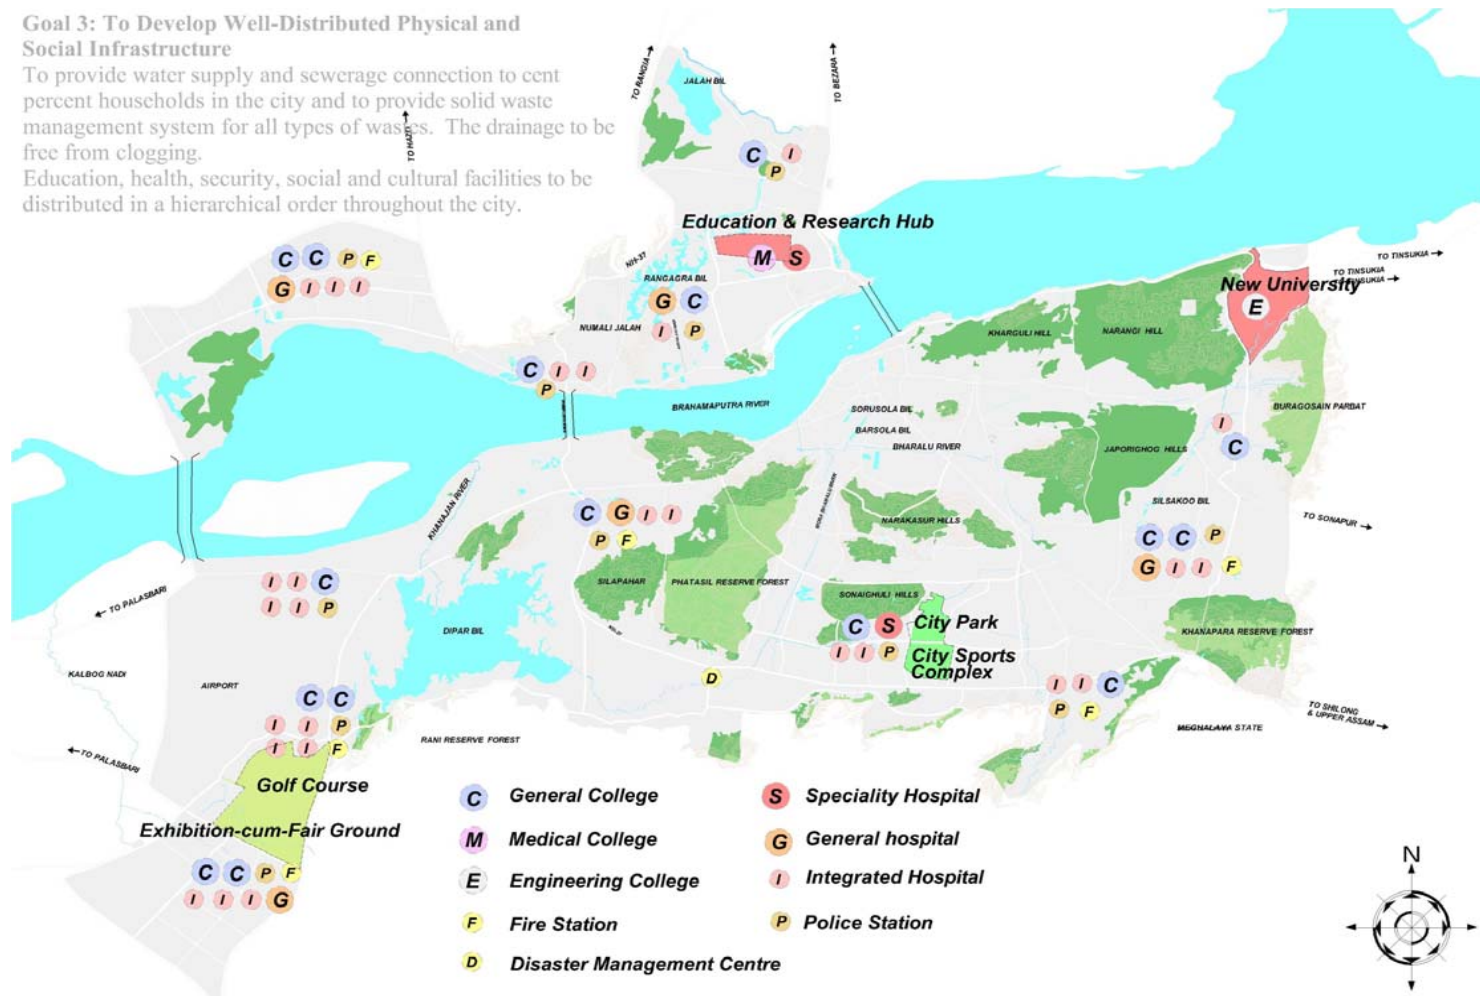 Goal 3: To Develop Well-Distributed Physical and
Social Infrastructure
To provide water supply and sewerage connection to cent
percent households in the city and to provide solid waste
management system for all types of wastes. The drainage to be
free from clogging.
Education, health, security, social and cultural facilities to be
distributed in a hierarchical order throughout the city.
TO HAZO
TO RANGIA
TO BEZARA
JALAH BIL
C I
P
Education & Research Hub
M S
NH-37
RANGAGRA BIL
G C
I P
NUMALI JALAH
C C P F
G I I I
C I I
P
BRAHAMAPUTRA RIVER
TO TINSUKIA
TO TINSUKIA
TO TINSUKIA
New University
E
KHARGULI HILL
NARANGI HILL
BURAGOSAIN PARBAT
SORUSOLA BIL
BARSOLA BIL
BHARALU RIVER
JAPORIGHOG HILLS
I
C
SILSAKOO BIL
TO SONAPUR
KHANAJAN RIVER
C G I I
P F
NARAKASUR HILLS
C C P
G I I F
I I C
I I P
TO PALASBARI
SILAPAHAR
PHATASIL RESERVE FOREST
SONAIGHULI HILLS
C S
I I P
City Park
City Sports
Complex
KHANAPARA RESERVE FOREST
DIPAR BIL
KALBOG NADI
AIRPORT
D
C C
I I P
I I F
I I C
P F
TO SHILONG
& UPPER ASSAM
MEGHALAWA STATE
RANI RESERVE FOREST
TO PALASBARI
Golf Course
Exhibition-cum-Fair Ground
C C P F
I I I G
C General College
M Medical College
E Engineering College
F Fire Station
D Disaster Management Centre
S Speciality Hospital
G General hospital
I Integrated Hospital
P Police Station
N